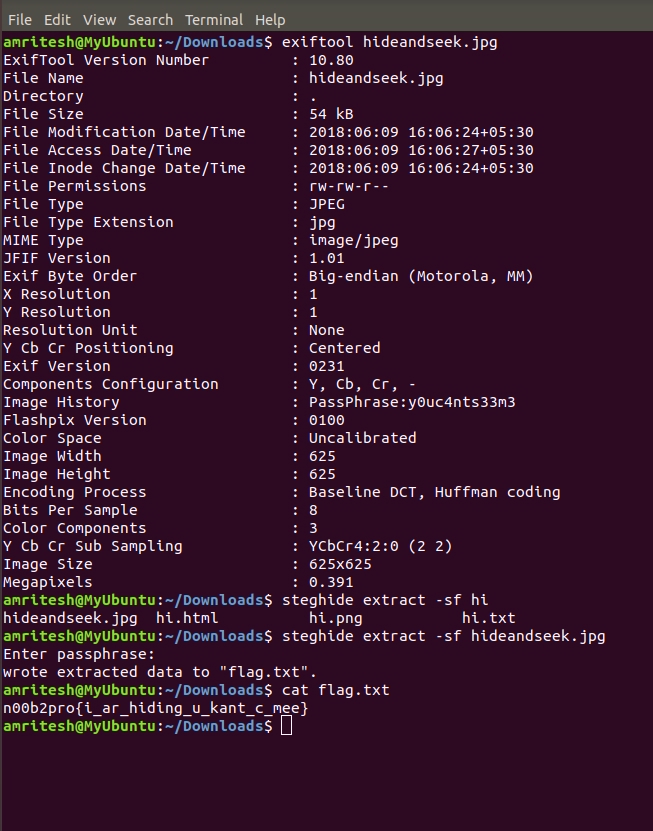 File Edit View Search Terminal Help
amritesh@MyUbuntu:~/Downloads$ exiftool hideandseek.jpg
ExifTool Version Number : 10.80
File Name : hideandseek.jpg
Directory : .
File Size : 54 kB
File Modification Date/Time : 2018:06:09 16:06:24+05:30
File Access Date/Time : 2018:06:09 16:06:27+05:30
File Inode Change Date/Time : 2018:06:09 16:06:24+05:30
File Permissions : rw-rw-r--
File Type : JPEG
File Type Extension : jpg
MIME Type : image/jpeg
JFIF Version : 1.01
Exif Byte Order : Big-endian (Motorola, MM)
X Resolution : 1
Y Resolution : 1
Resolution Unit : None
Y Cb Cr Positioning : Centered
Exif Version : 0231
Components Configuration : Y, Cb, Cr, -
Image History : PassPhrase:y0uc4nts33m3
Flashpix Version : 0100
Color Space : Uncalibrated
Image Width : 625
Image Height : 625
Encoding Process : Baseline DCT, Huffman coding
Bits Per Sample : 8
Color Components : 3
Y Cb Cr Sub Sampling : YCbCr4:2:0 (2 2)
Image Size : 625x625
Megapixels : 0.391
amritesh@MyUbuntu:~/Downloads$ steghide extract -sf hi
hideandseek.jpg hi.html hi.png hi.txt
amritesh@MyUbuntu:~/Downloads$ steghide extract -sf hideandseek.jpg
Enter passphrase:
wrote extracted data to "flag.txt".
amritesh@MyUbuntu:~/Downloads$ cat flag.txt
n00b2pro{i_ar_hiding_u_kant_c_mee}
amritesh@MyUbuntu:~/Downloads$